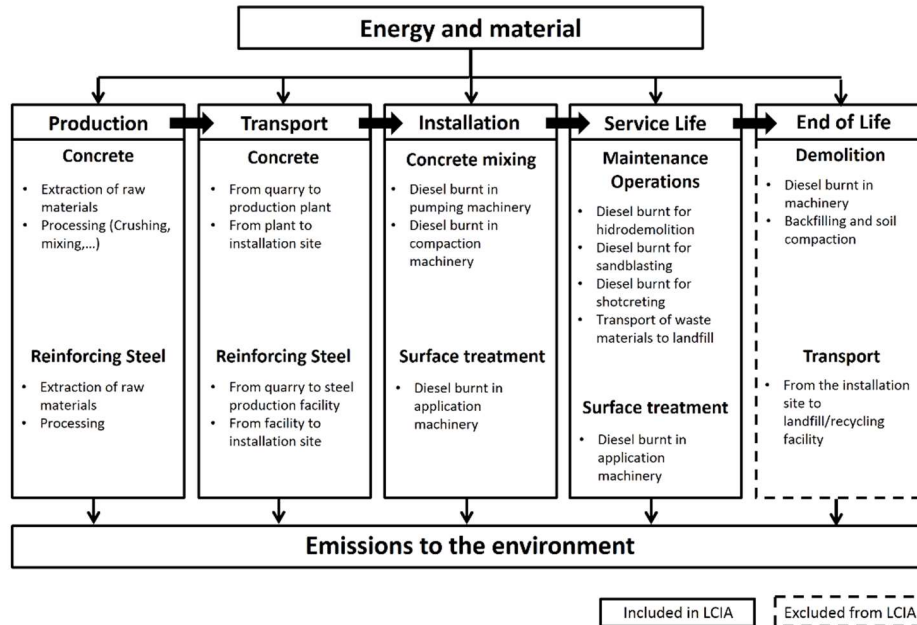 Energy and material
Production
Transport
Installation
Service Life
End of Life
Concrete
• Extraction of raw
materials
• Processing (Crushing,
mixing,...)
Reinforcing Steel
• Extraction of raw
materials
• Processing
Concrete
• From quarry to
production plant
• From plant to
installation site
Reinforcing Steel
• From quarry to steel
production facility
• From facility to
installation site
Concrete mixing
• Diesel burnt in
pumping machinery
• Diesel burnt in
compaction
machinery
Surface treatment
• Diesel burnt in
application
machinery
Maintenance
Operations
• Diesel burnt for
hidrodemolition
• Diesel burnt for
sandblasting
• Diesel burnt for
shotcreting
• Transport of waste
materials to landfill
Surface treatment
• Diesel burnt in
application
machinery
Demolition
• Diesel burnt in
machinery
• Backfilling and soil
compaction
Transport
• From the installation
site to
landfill/recycling
facility
Emissions to the environment
Included in LCIA
Excluded from LCIA